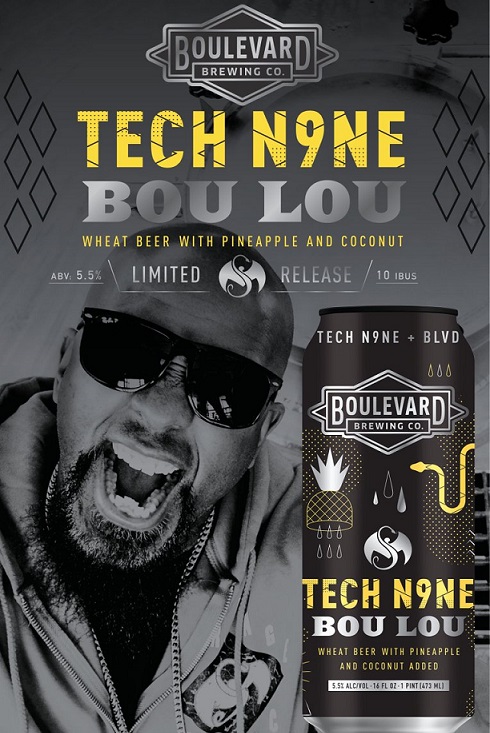 BOULEVARD
BREWING CO.
TECH N9NE
BOU LOU
WHEAT BEER WITH PINEAPPLE AND COCONUT
ABV: 5.5% LIMITED RELEASE 10 IBUS
TECH N9NE + BLVD
BOULEVARD
BREWING CO.
TECH N9NE
BOU LOU
WHEAT BEER WITH PINEAPPLE
AND COCONUT ADDED
5.5% ALC/VOL · 16 FL OZ · 1 PINT (473 ML)